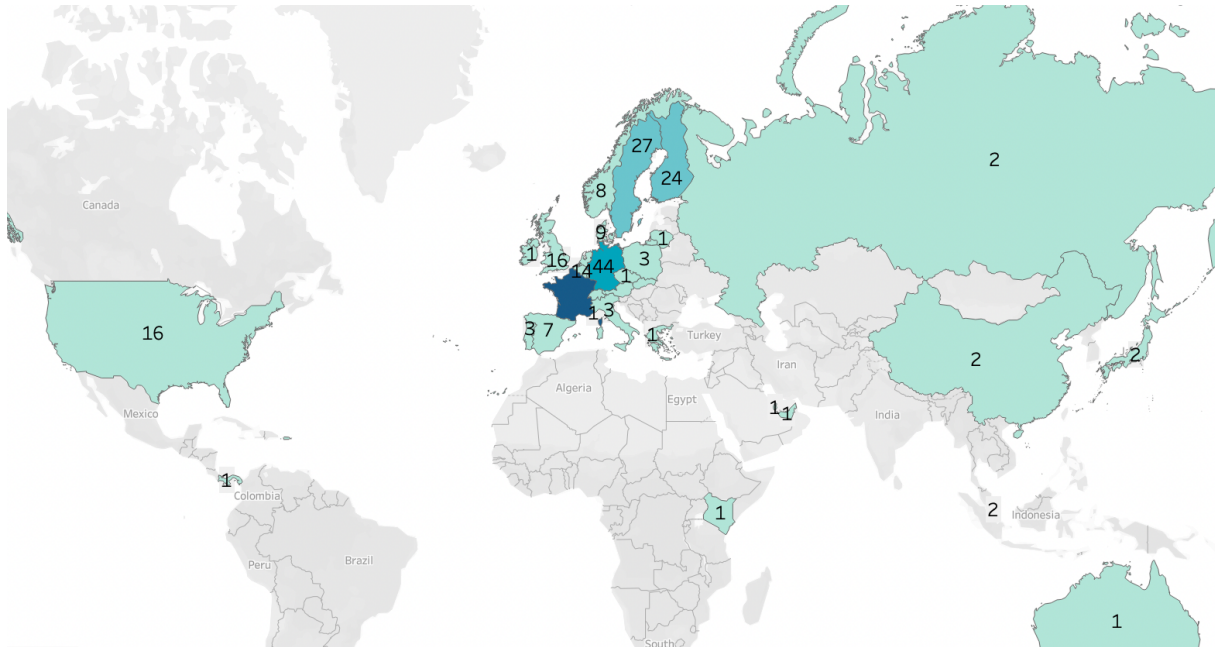 2
27
24
8
Canada
9
1
1
16
3
14
44
1
1
3
16
3
7
1
Turkey
2
2
Iran
Algeria
Egypt
1
1
Mexico
India
1
Colombia
2
Indonesia
1
Brazil
Peru
1
South